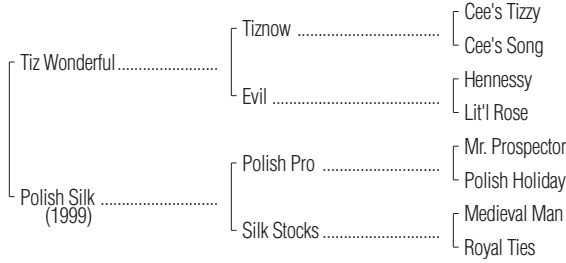 Cee's Tizzy
Tiznow
Cee's Song
Tiz Wonderful
Hennessy
Evil
Lit'l Rose
Mr. Prospector
Polish Pro
Polish Holiday
Polish Silk
(1999)
Medieval Man
Silk Stocks
Royal Ties